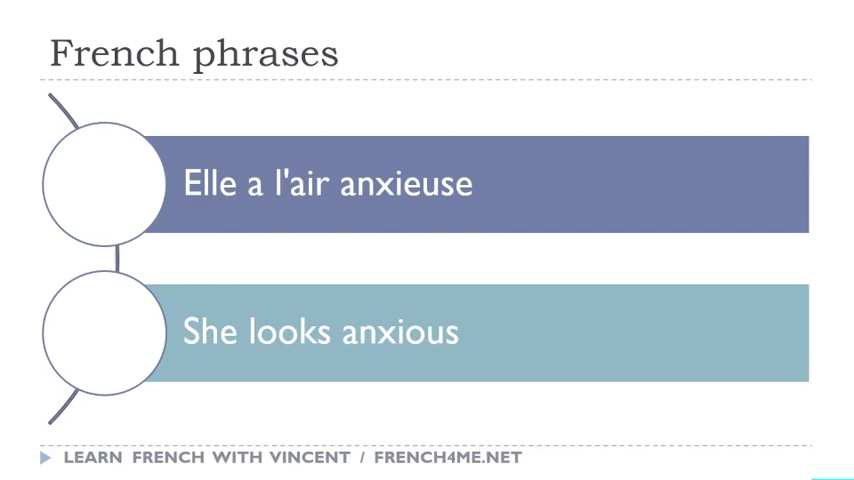 French phrases
Elle a l'air anxieuse
She looks anxious
LEARN FRENCH WITH VINCENT / FRENCH4ME.NET